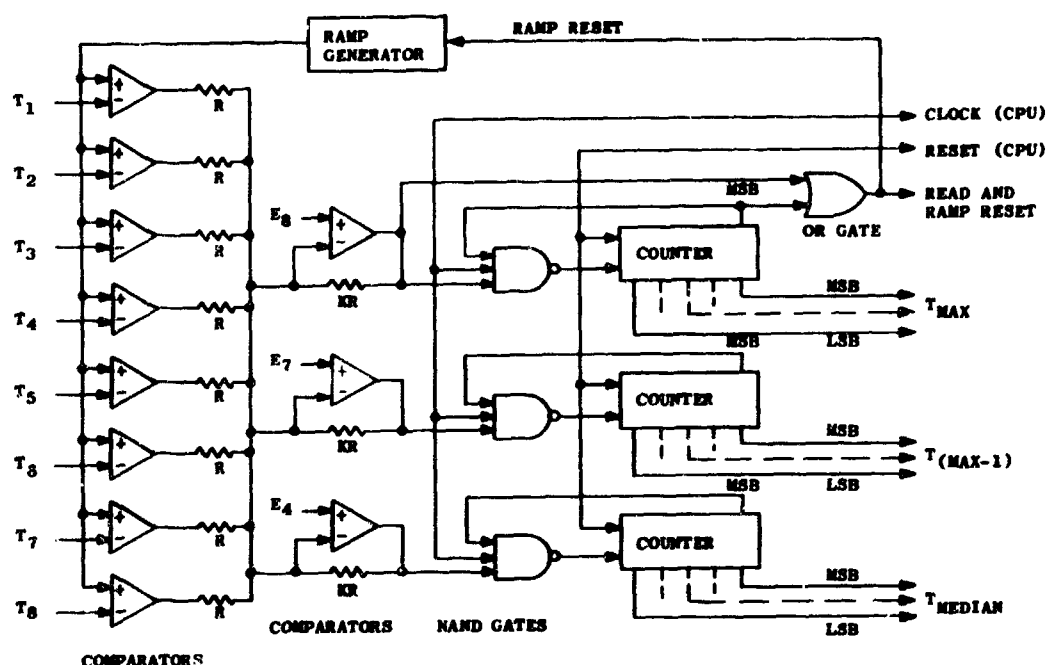 RAMP GENERATOR
RAMP RESET
T1
+
−
R
T2
+
−
R
T3
+
−
R
T4
+
−
R
T5
+
−
R
T8
+
−
R
T7
+
−
R
T8
+
−
R
COMPARATORS
E8
+
−
KR
E7
+
−
KR
E4
+
−
KR
COMPARATORS
NAND GATES
CLOCK (CPU)
RESET (CPU)
MSB
READ AND RAMP RESET
OR GATE
COUNTER
MSB
TMAX
MSB
LSB
COUNTER
MSB
T(MAX-1)
MSB
LSB
COUNTER
MSB
TMEDIAN
LSB